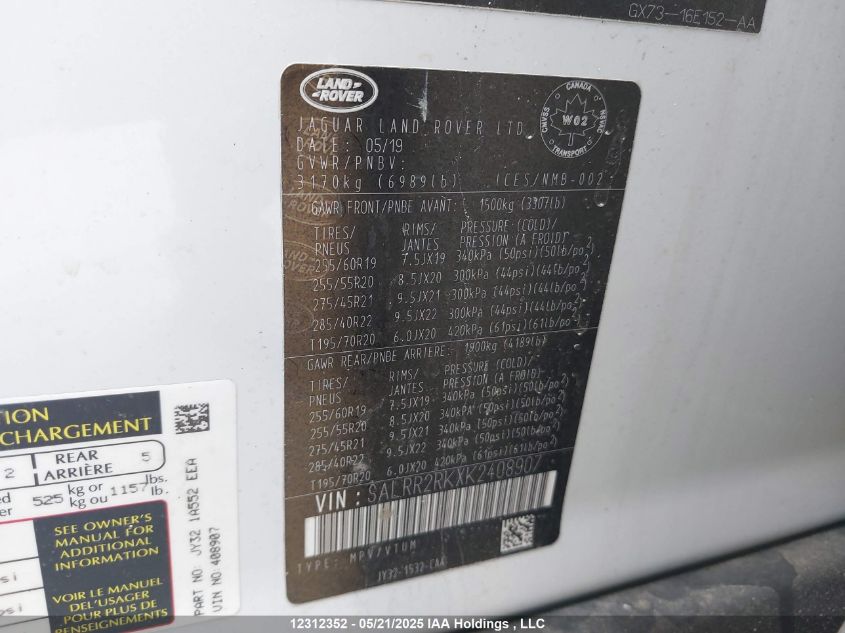 GX73-16E152-AA
LAND ROVER
JAGUAR LAND ROVER LTD
DATE: 05/19
GVWR/PNBV:
3170kg (6989lb) ICES/NMB-002
CANADA
CMVSS NSVAC
W02
TRANSPORT
GAWR FRONT/PNBE AVANT: 1500kg (3307lb)
TIRES/ RIMS/ PRESSURE (COLD)/
PNEUS JANTES PRESSION (A FROID)
255/60R19 7.5JX19 340kPa (50psi)(50lb/po²)
255/55R20 8.5JX20 300kPa (44psi)(44lb/po²)
275/45R21 9.5JX21 300kPa (44psi)(44lb/po²)
285/40R22 9.5JX22 300kPa (44psi)(44lb/po²)
T195/70R20 6.0JX20 420kPa (61psi)(61lb/po²)
GAWR REAR/PNBE ARRIERE: 1900kg (4189lb)
TIRES/ RIMS/ PRESSURE (COLD)/
PNEUS JANTES PRESSION (A FROID)
255/60R19 7.5JX19 340kPa (50psi)(50lb/po²)
255/55R20 8.5JX20 340kPa (50psi)(50lb/po²)
275/45R21 9.5JX21 340kPa (50psi)(50lb/po²)
285/40R22 9.5JX22 340kPa (50psi)(50lb/po²)
T195/70R20 6.0JX20 420kPa (61psi)(61lb/po²)
VIN: SALRR2RKXK2408907
TYPE: MPV/VTUM
JY32-1532-CAA
TION
CHARGEMENT
2 REAR ARRIÈRE 5
525 kg or 1157 lbs.
kg ou lb.
SEE OWNER'S
MANUAL FOR
ADDITIONAL
INFORMATION
VOIR LE MANUEL
DEL'USAGER
POUR PLUS DE
RENSEIGNEMENTS
PART NO: JY32 1A552 EEA
VIN NO 408907
12312352 - 05/21/2025 IAA Holdings , LLC